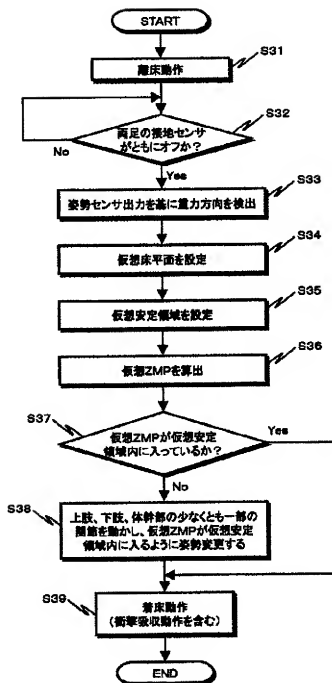 START
S31
離床動作
S32
両足の接地センサ
がともにオフか?
No
Yes
S33
姿勢センサ出力を基に重力方向を検出
S34
仮想床平面を設定
S35
仮想安定領域を設定
S36
仮想ZMPを算出
S37
仮想ZMPが仮想安定
領域内に入っているか?
Yes
No
S38
上肢、下肢、体幹部の少なくとも一部の
関節を動かし、仮想ZMPが仮想安定
領域内に入るように姿勢変更する
S39
着床動作
(衝撃吸収動作を含む)
END